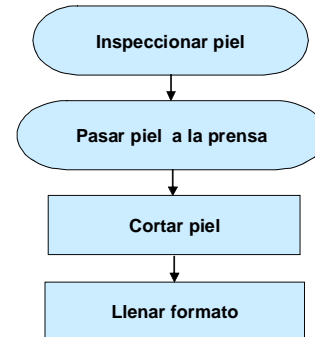 Inspeccionar piel
Pasar piel a la prensa
Cortar piel
Llenar formato